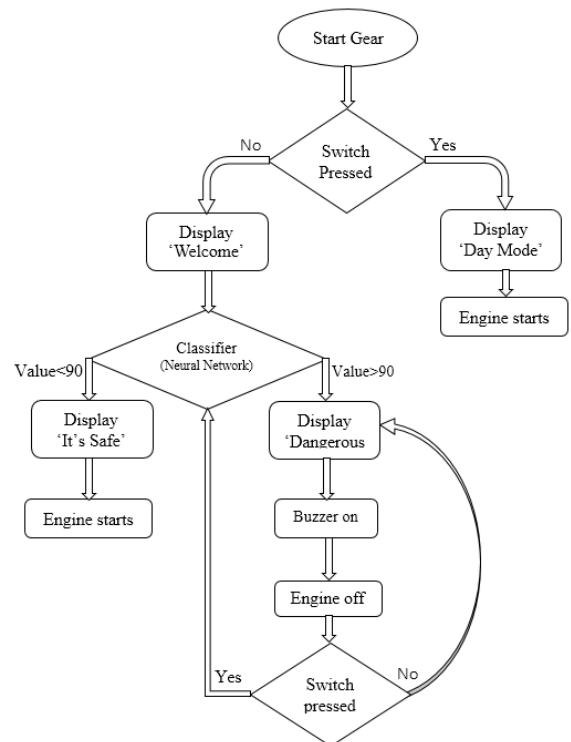 Start Gear
No
Switch
Pressed
Yes
Display
‘Welcome’
Display
‘Day Mode’
Engine starts
Classifier
(Neural Network)
Value<90
Value>90
Display
‘It’s Safe’
Display
‘Dangerous
Engine starts
Buzzer on
Engine off
Yes
No
Switch
pressed